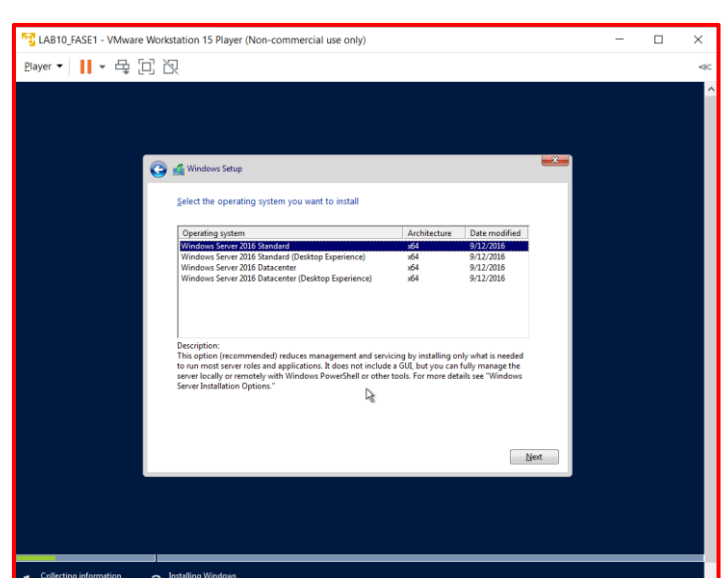 LAB10_FASE1 - VMware Workstation 15 Player (Non-commercial use only)
Player
Windows Setup
Select the operating system you want to install
Operating system Architecture Date modified
Windows Server 2016 Standard x64 9/12/2016
Windows Server 2016 Standard (Desktop Experience) x64 9/12/2016
Windows Server 2016 Datacenter x64 9/12/2016
Windows Server 2016 Datacenter (Desktop Experience) x64 9/12/2016
Description:
This option (recommended) reduces management and servicing by installing only what is needed
to run most server roles and applications. It does not include a GUI, but you can fully manage the
server locally or remotely with Windows PowerShell or other tools. For more details see "Windows
Server Installation Options."
Next
Collecting information Installing Windows